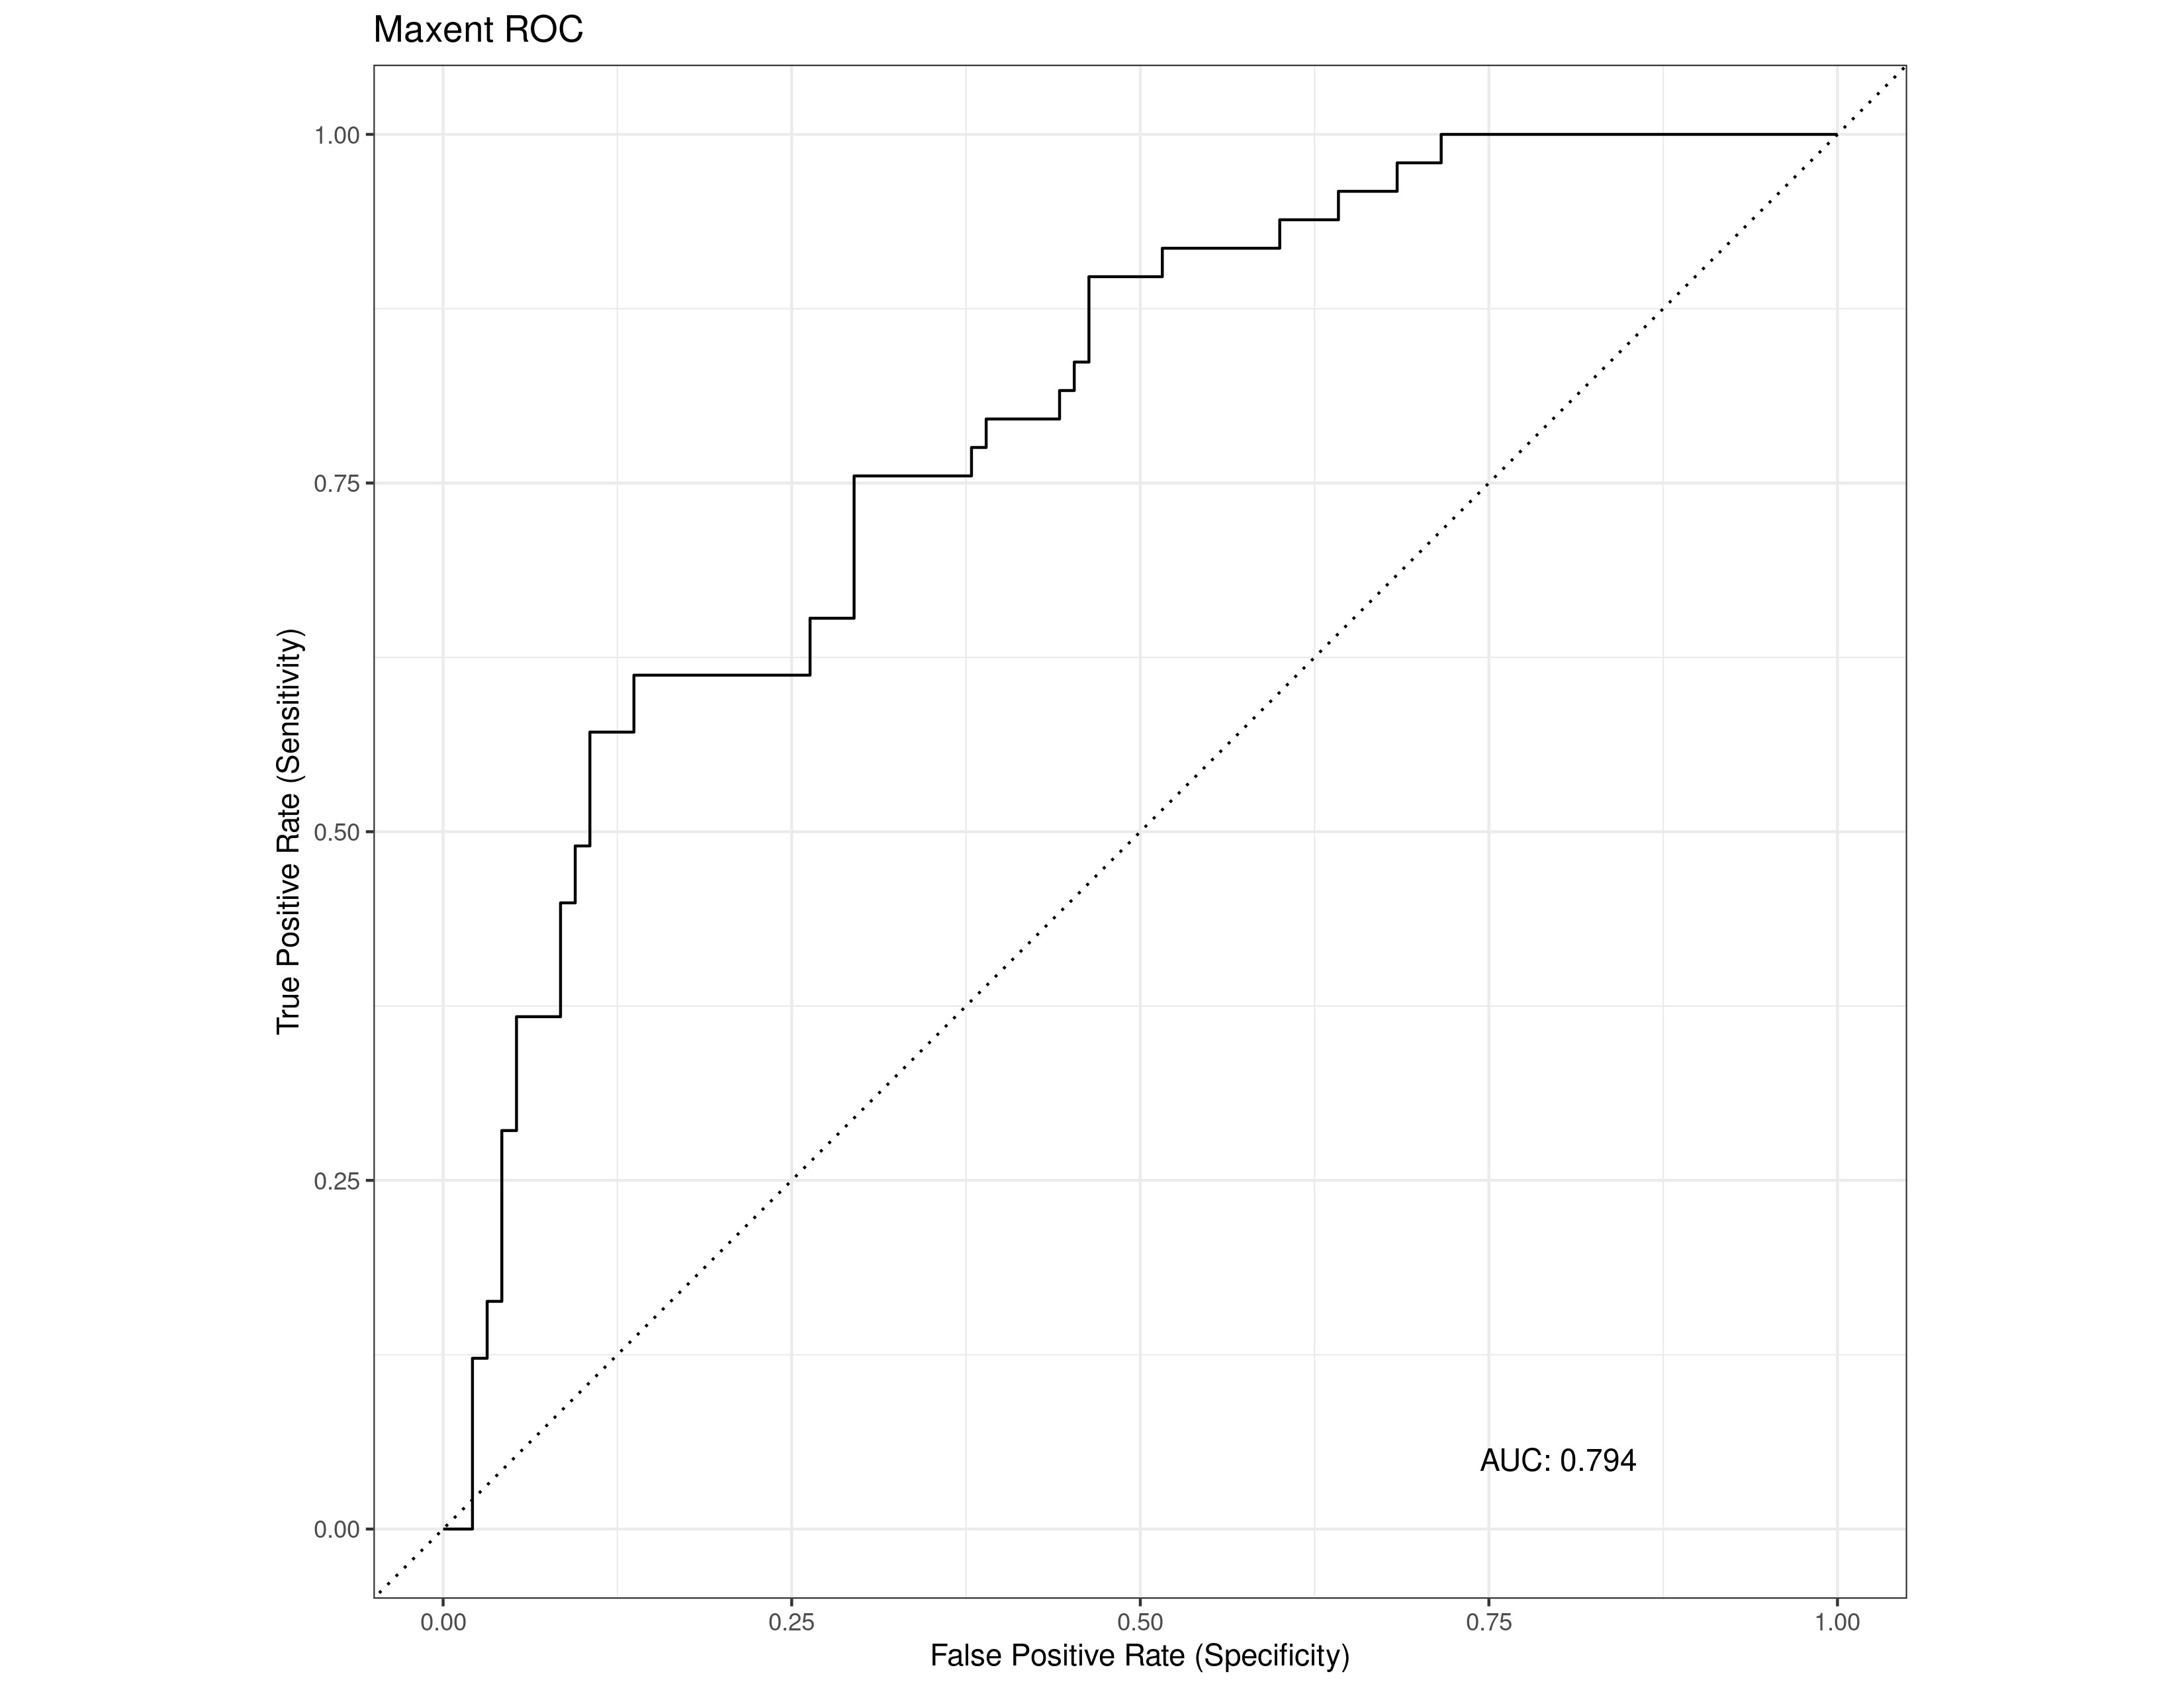 Maxent ROC
True Positive Rate (Sensitivity)
1.00
0.75
0.50
0.25
0.00
AUC: 0.794
0.00 0.25 0.50 0.75 1.00
False Positive Rate (Specificity)